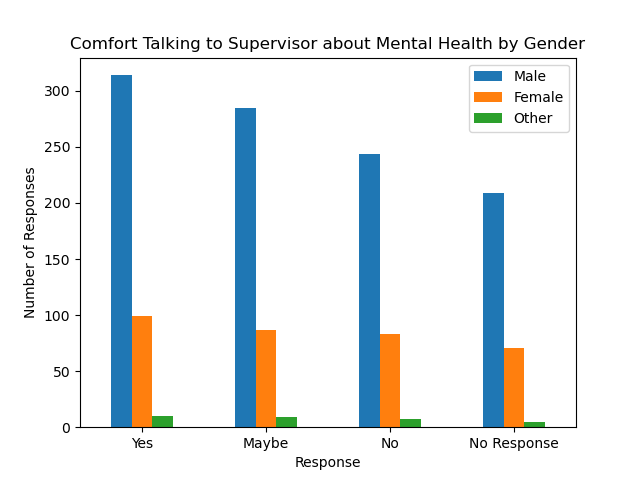 Comfort Talking to Supervisor about Mental Health by Gender
Male
Female
Other
Number of Responses
300
250
200
150
100
50
0
Yes
Maybe
No
No Response
Response